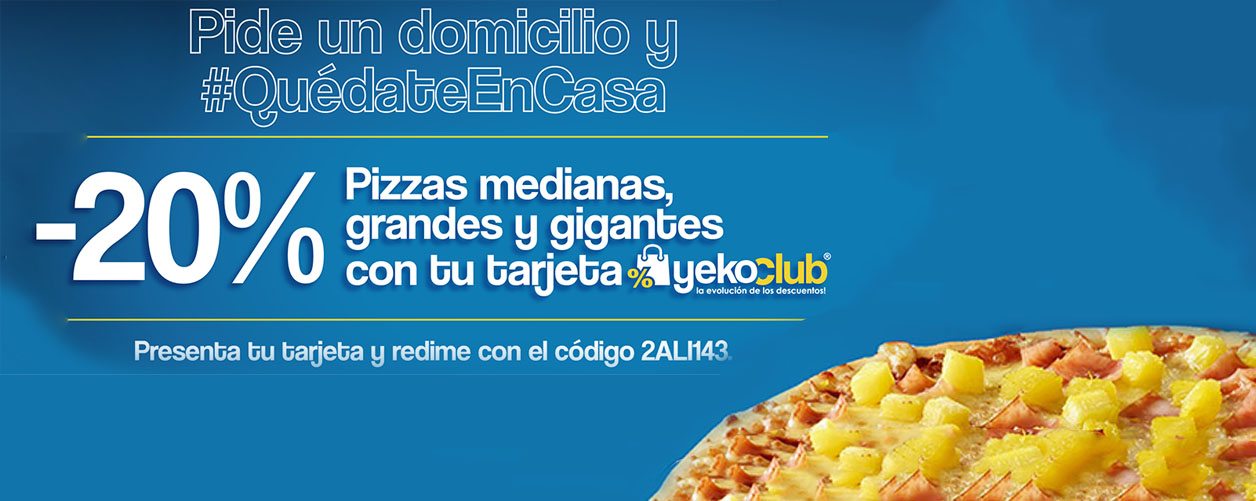 Pide un domicilio y
#QuédateEnCasa
-20%
Pizzas medianas,
grandes y gigantes
con tu tarjeta % yekoclub®
la evolución de los descuentos!
Presenta tu tarjeta y redime con el código 2ALI143.